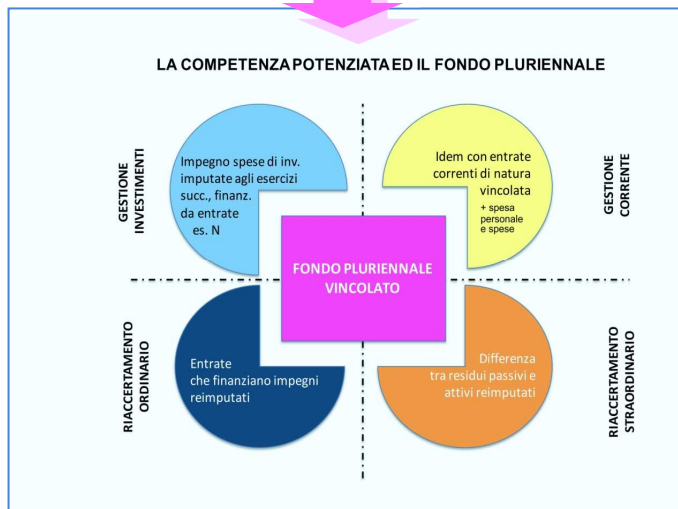 LA COMPETENZA POTENZIATA ED IL FONDO PLURIENNALE
GESTIONE
INVESTIMENTI
Impegno spese di inv.
imputate agli esercizi
succ., finanz.
da entrate
es. N
Idem con entrate
correnti di natura
vincolata
+ spesa
personale
e spese
GESTIONE
CORRENTE
FONDO PLURIENNALE
VINCOLATO
RIACCERTAMENTO
ORDINARIO
Entrate
che finanziano impegni
reimputati
Differenza
tra residui passivi e
attivi reimputati
RIACCERTAMENTO
STRAORDINARIO